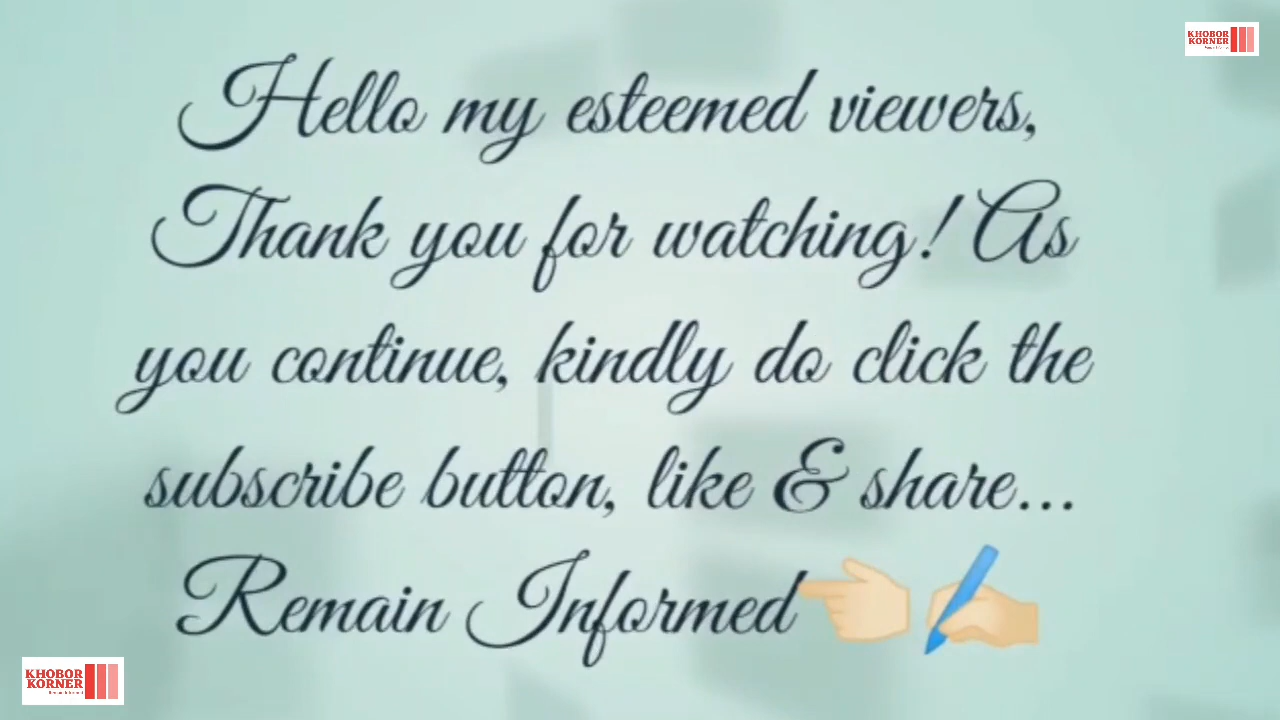 KHOBOR
KORNER
Hello my esteemed viewers,
Thank you for watching! As
you continue, kindly do click the
subscribe button, like & share...
Remain Informed👈🏼✍🏼
KHOBOR
KORNER